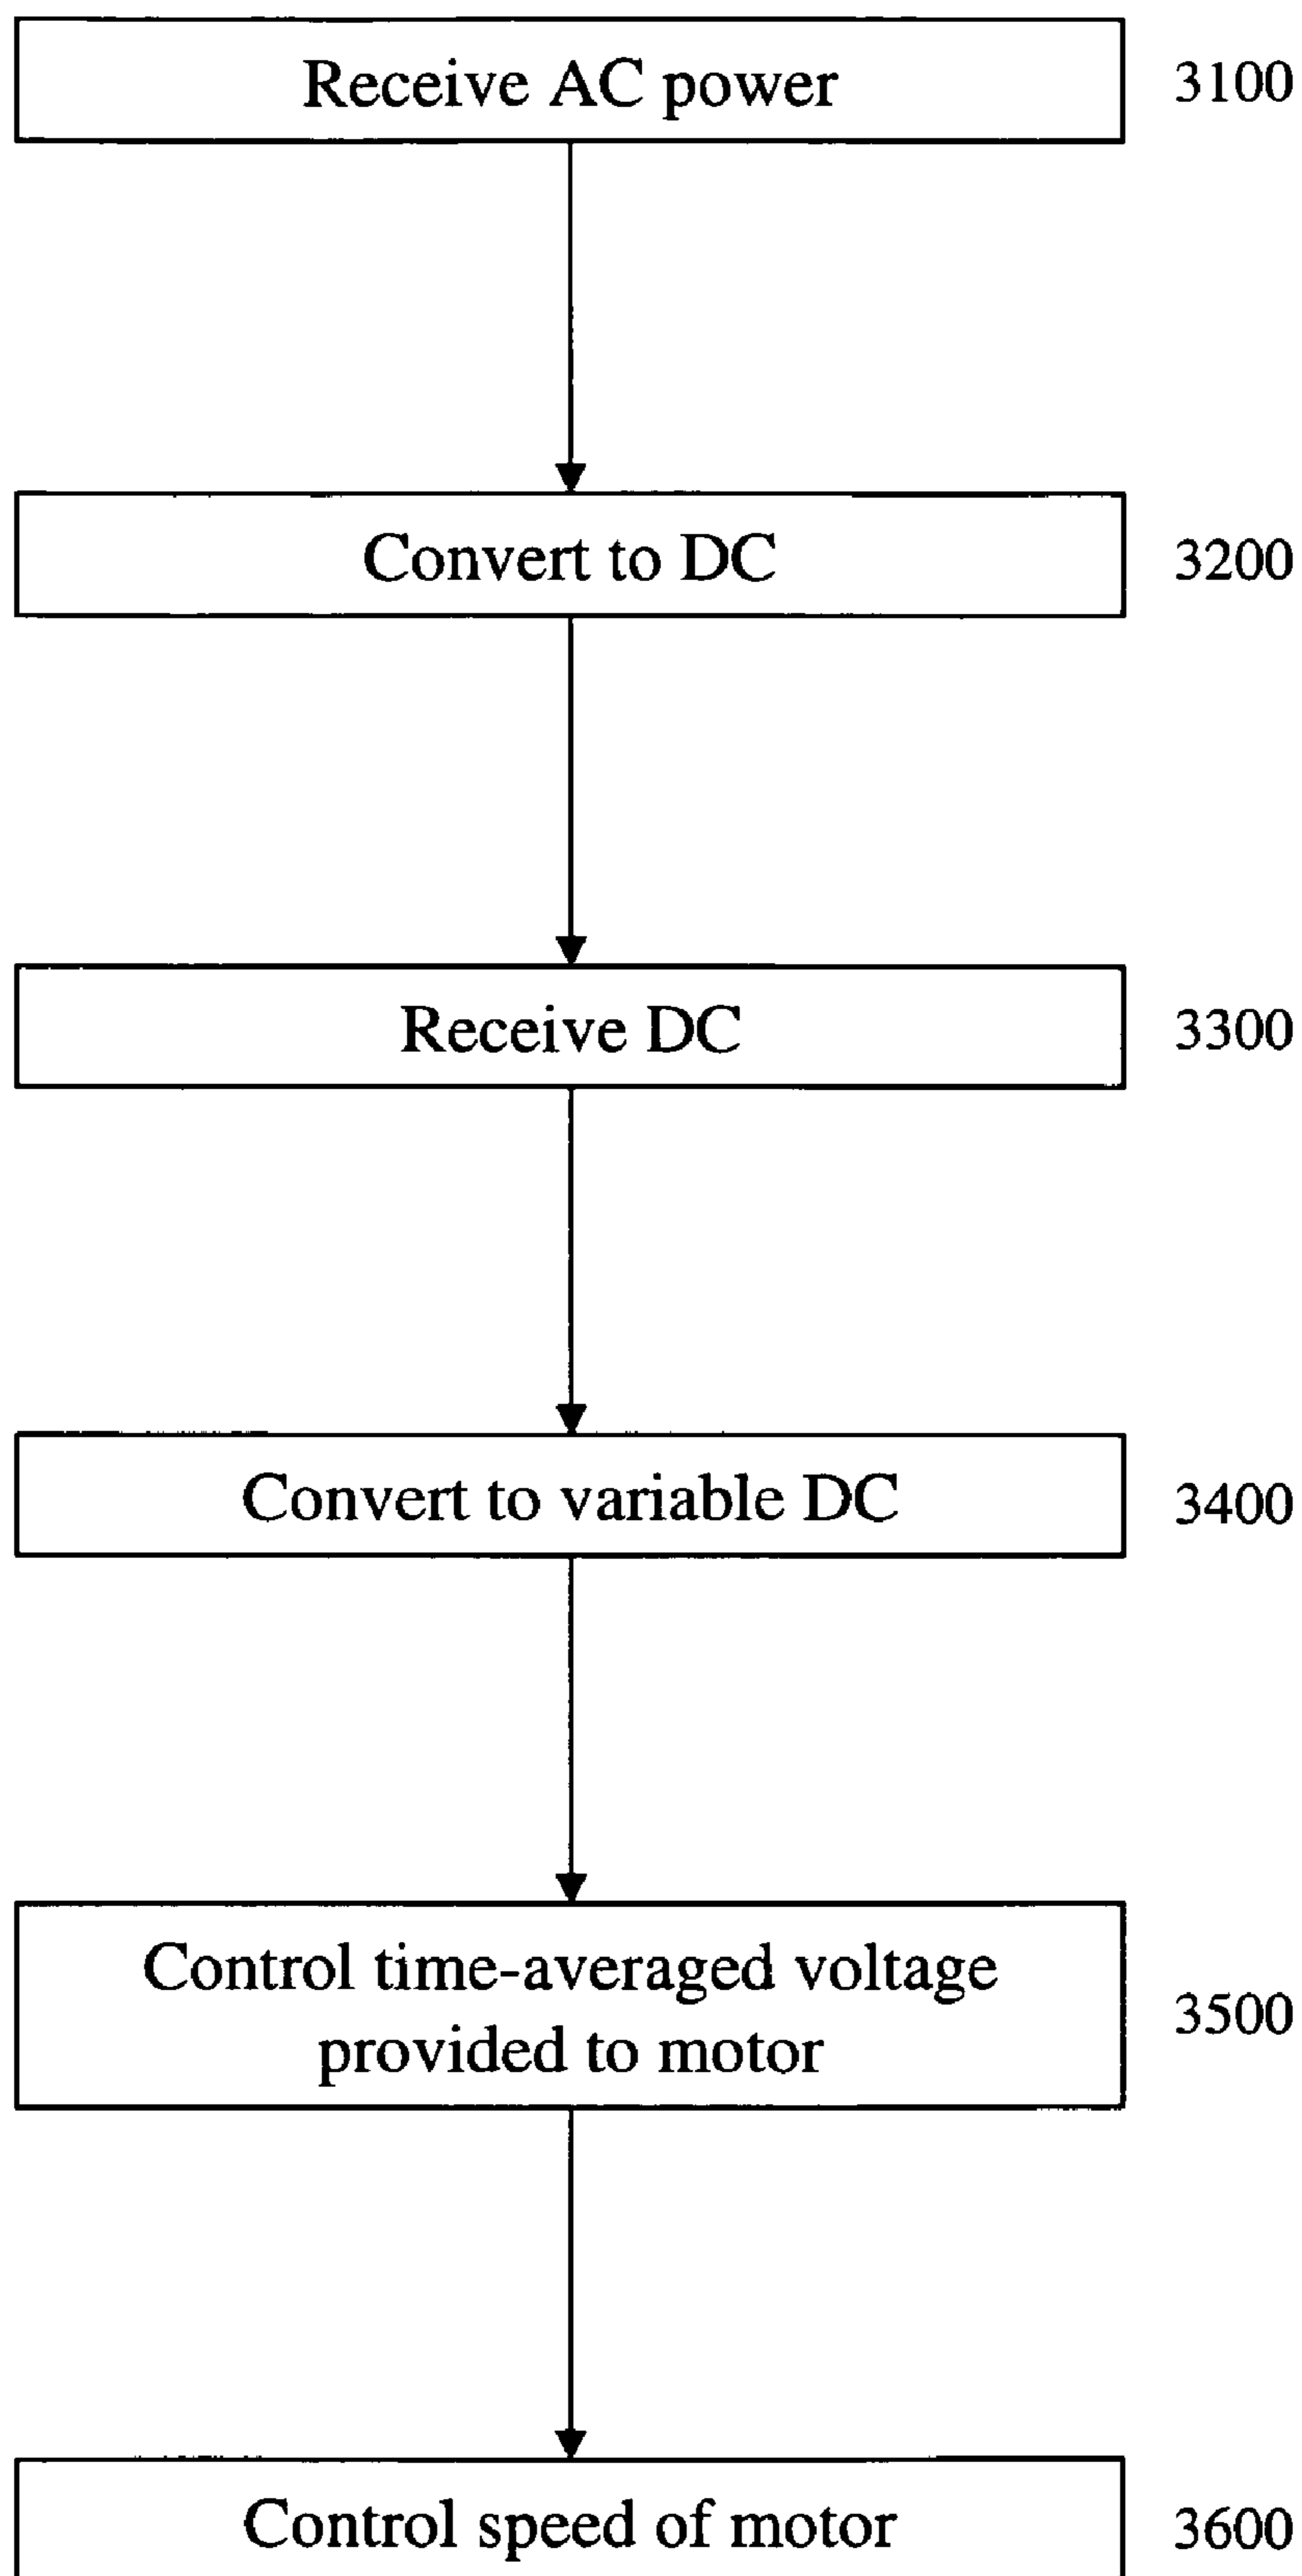 Receive AC power 3100
Convert to DC 3200
Receive DC 3300
Convert to variable DC 3400
Control time-averaged voltage
provided to motor 3500
Control speed of motor 3600